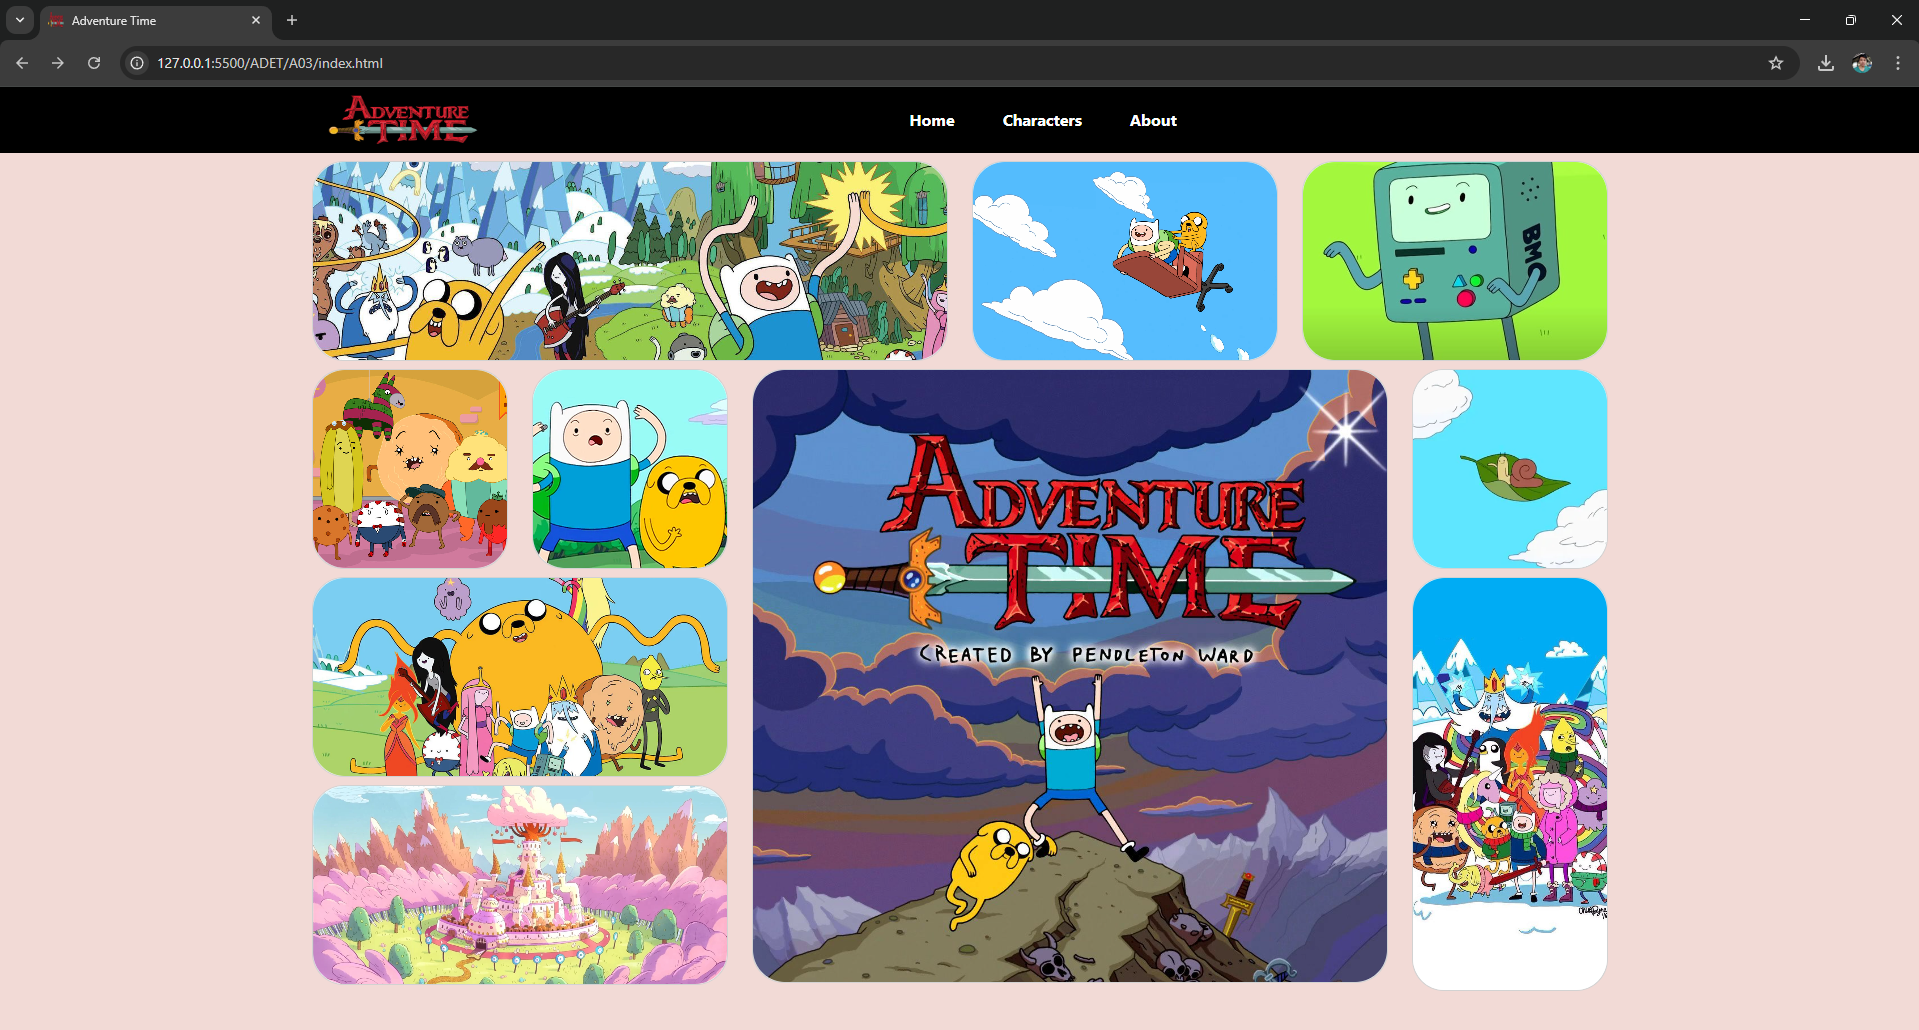 Adventure Time
127.0.0.1:5500/ADET/A03/index.html
ADVENTURE
TIME
Home
Characters
About
BMO
ADVENTURE
TIME
CREATED BY PENDLETON WARD